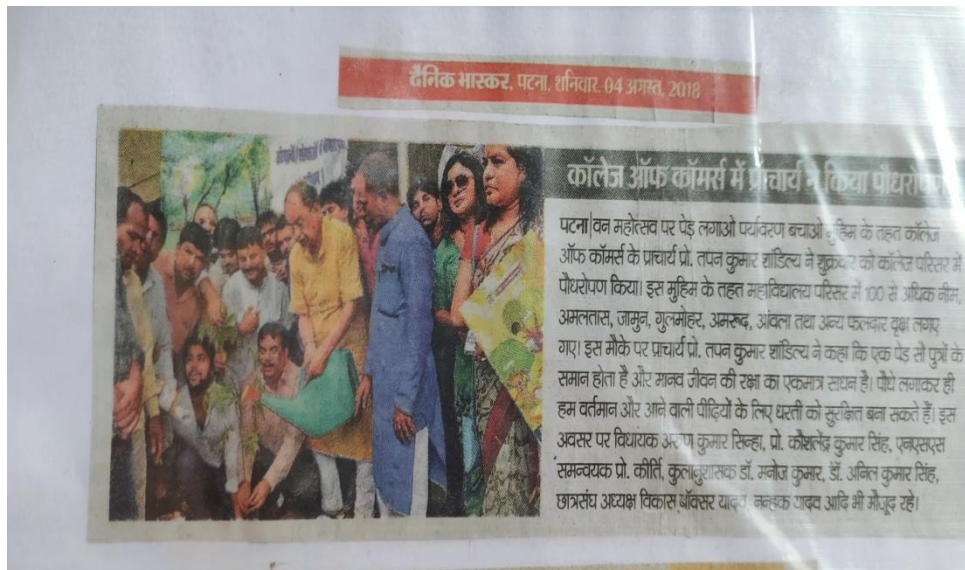 दैनिक भास्कर, पटना, शनिवार, 04 अगस्त, 2018
कॉलेज ऑफ कॉमर्स में प्राचार्य ने किया पौधरोपण
पटना|वन महोत्सव पर पेड़ लगाओ पर्यावरण बचाओ मुहिम के तहत कॉलेज
ऑफ कॉमर्स के प्राचार्य प्रो. तपन कुमार शांडिल्य ने शुक्रवार को कॉलेज परिसर में
पौधरोपण किया। इस मुहिम के तहत महाविद्यालय परिसर में 100 से अधिक नीम,
अमलतास, जामुन, गुलमोहर, अमरूद, आंवला तथा अन्य फलदार वृक्ष लगाए
गए। इस मौके पर प्राचार्य प्रो. तपन कुमार शांडिल्य ने कहा कि एक पेड़ सौ पुत्रों के
समान होता है और मानव जीवन की रक्षा का एकमात्र साधन है। पौधे लगाकर ही
हम वर्तमान और आने वाली पीढ़ियों के लिए धरती को सुरक्षित बना सकते हैं। इस
अवसर पर विधायक अरुण कुमार सिन्हा, प्रो. कौशलेंद्र कुमार सिंह, एनएसएस
समन्वयक प्रो. कीर्ति, कुलानुशासक डॉ. मनोज कुमार, डॉ. अनिल कुमार सिंह,
छात्रसंघ अध्यक्ष विकास बॉक्सर यादव, नन्हक यादव आदि भी मौजूद रहे।